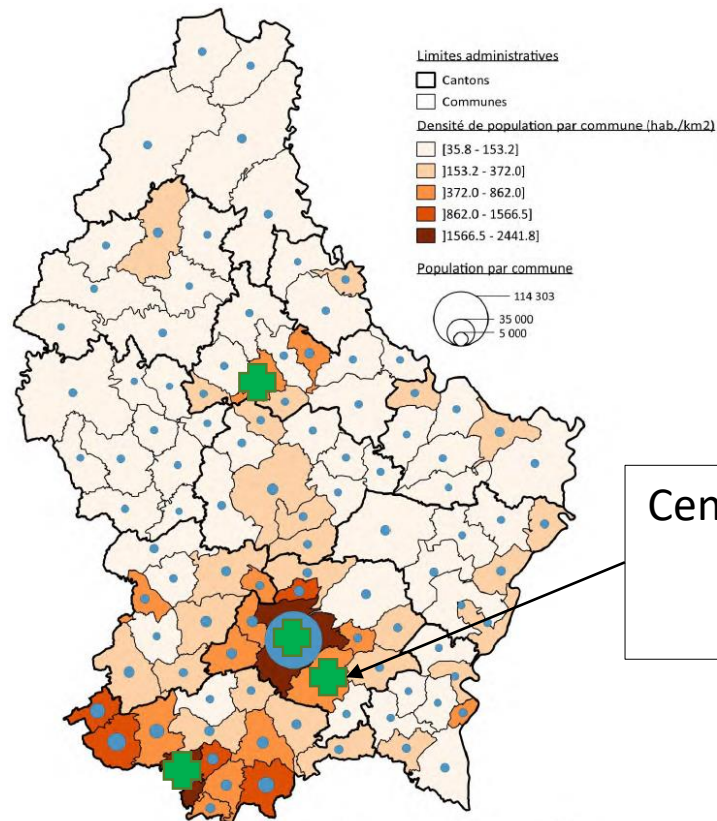 Limites administratives
Cantons
Communes
Densité de population par commune (hab./km2)
[35.8 - 153.2]
]153.2 - 372.0]
]372.0 - 862.0]
]862.0 - 1566.5]
]1566.5 - 2441.8]
Population par commune
114 303
35 000
5 000
Cen